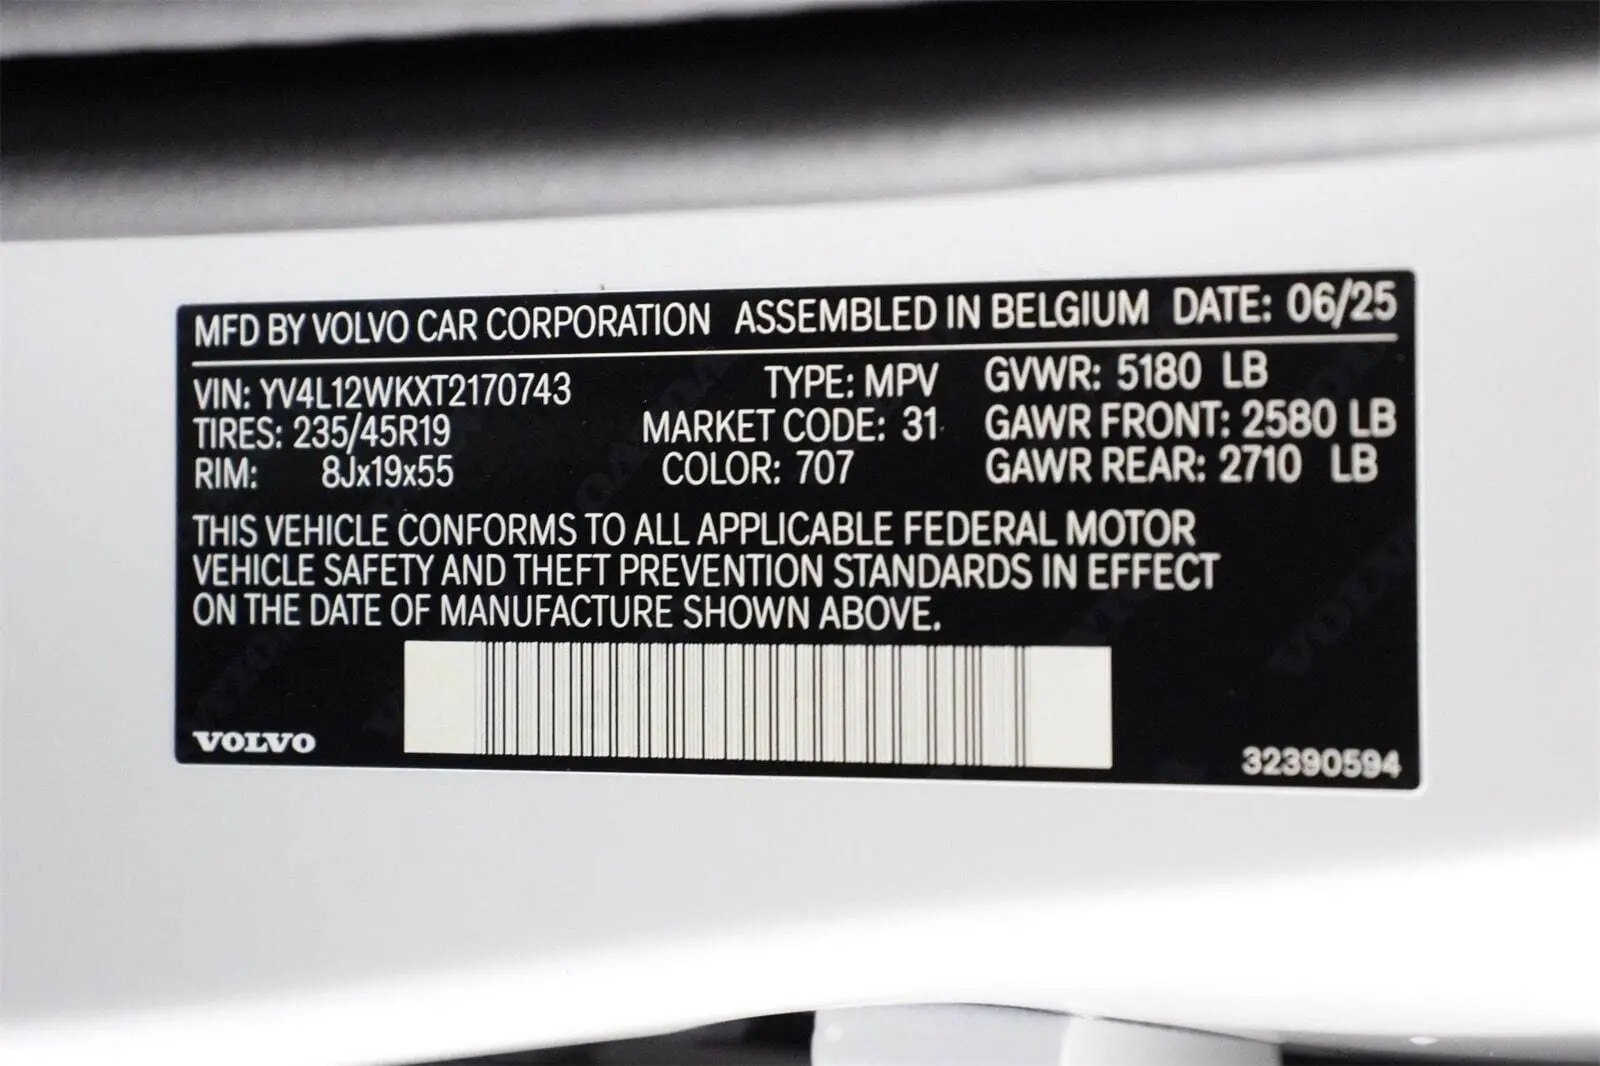 MFD BY VOLVO CAR CORPORATION ASSEMBLED IN BELGIUM DATE: 06/25
VIN: YV4L12WKXT2170743 TYPE: MPV GVWR: 5180 LB
TIRES: 235/45R19 MARKET CODE: 31 GAWR FRONT: 2580 LB
RIM: 8Jx19x55 COLOR: 707 GAWR REAR: 2710 LB
THIS VEHICLE CONFORMS TO ALL APPLICABLE FEDERAL MOTOR
VEHICLE SAFETY AND THEFT PREVENTION STANDARDS IN EFFECT
ON THE DATE OF MANUFACTURE SHOWN ABOVE.
VOLVO 32390594